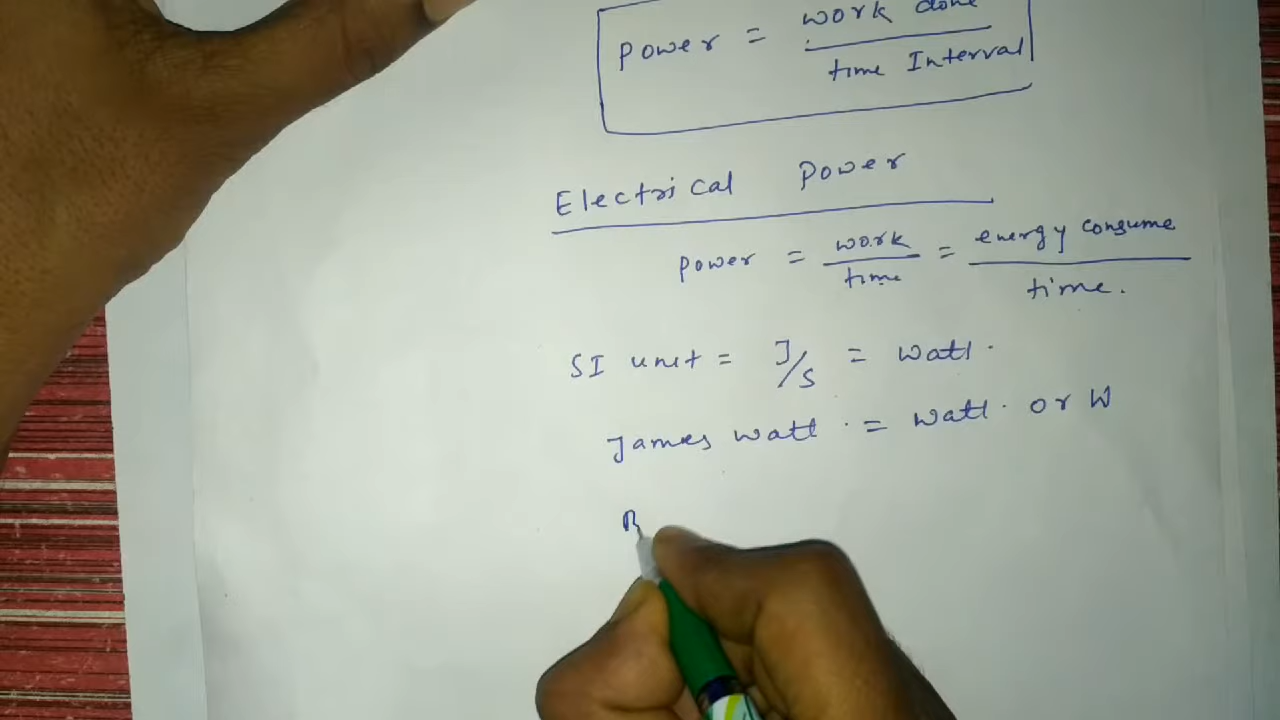 Power = work done / time Interval
Electrical Power
Power = work / time = energy consume / time.
SI unit = J/S = watt.
James watt. = watt. or W